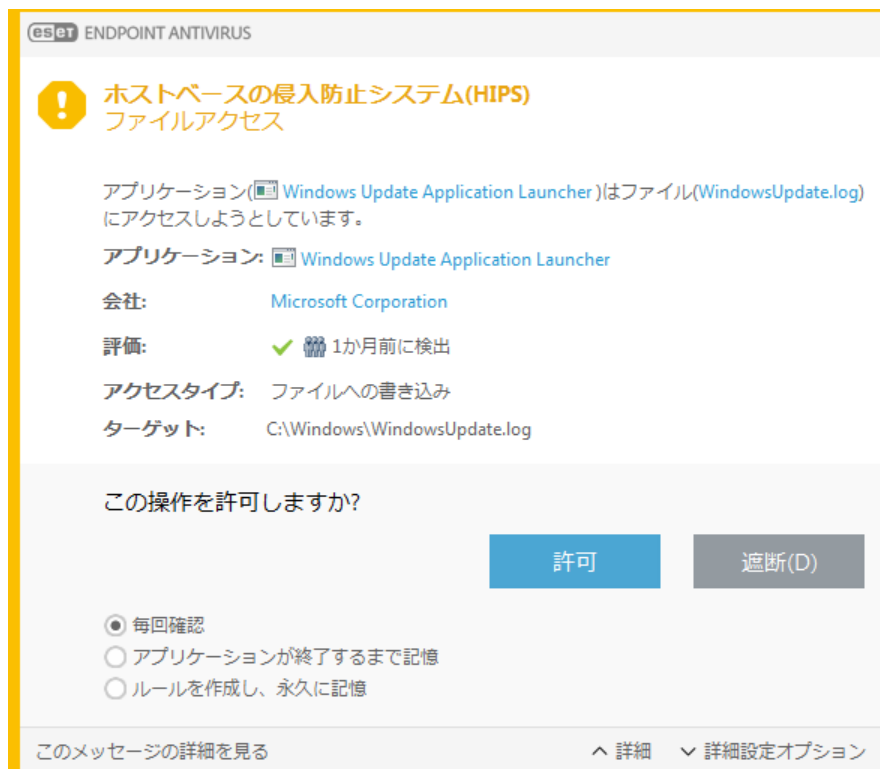 eset ENDPOINT ANTIVIRUS
ホストベースの侵入防止システム(HIPS)
ファイルアクセス
アプリケーション( Windows Update Application Launcher )はファイル(WindowsUpdate.log)
にアクセスしようとしています。
アプリケーション: Windows Update Application Launcher
会社: Microsoft Corporation
評価: 1か月前に検出
アクセスタイプ: ファイルへの書き込み
ターゲット: C:\Windows\WindowsUpdate.log
この操作を許可しますか?
許可 遮断(D)
毎回確認
アプリケーションが終了するまで記憶
ルールを作成し、永久に記憶
このメッセージの詳細を見る 詳細 詳細設定オプション